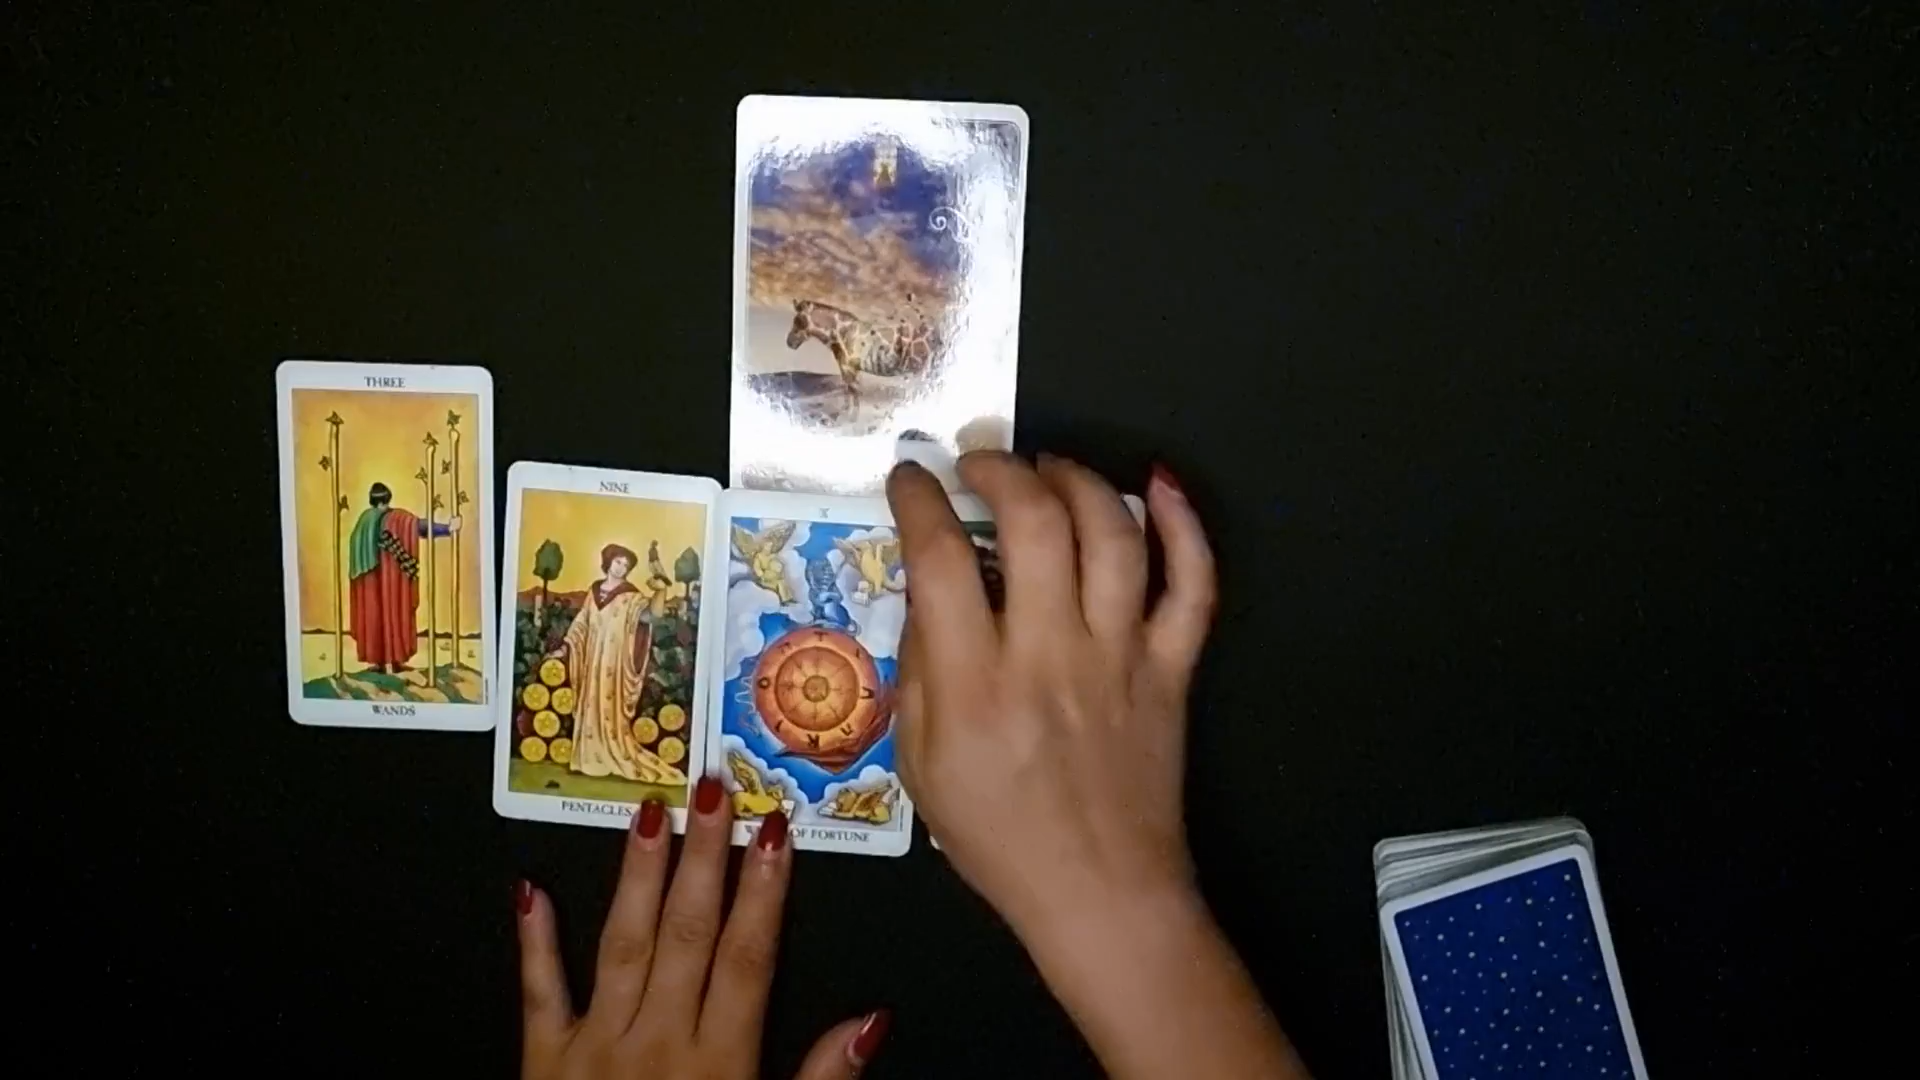 THREE
WANDS
NINE
PENTACLES
X
OF FORTUNE